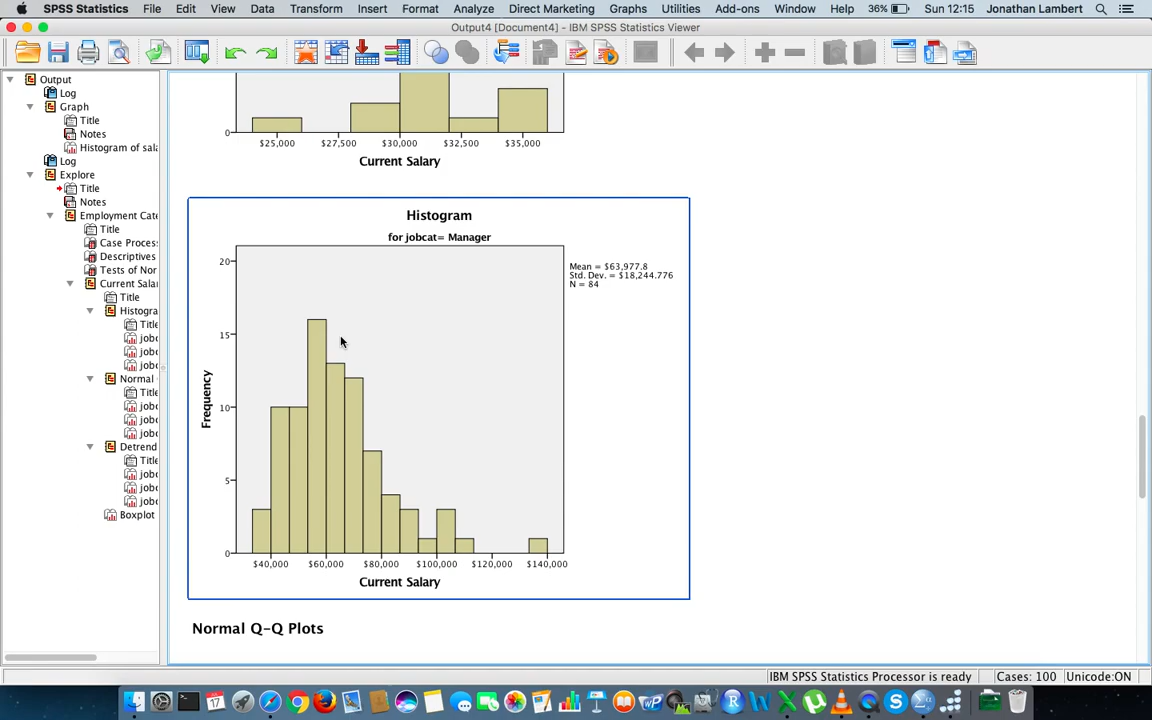 SPSS Statistics File Edit View Data Transform Insert Format Analyze Direct Marketing Graphs Utilities Add-ons Window Help 36% Sun 12:15 Jonathan Lambert
Output4 [Document4] - IBM SPSS Statistics Viewer
Output
Log
Graph
Title
Notes
Histogram of sala
Log
Explore
Title
Notes
Employment Cate
Title
Case Proces
Descriptives
Tests of Nor
Current Salar
Title
Histogra
Title
jobc
jobc
jobc
Normal
Title
jobc
jobc
jobc
Detrend
Title
jobc
jobc
jobc
Boxplot
0
$25,000 $27,500 $30,000 $32,500 $35,000
Current Salary
Histogram
for jobcat= Manager
Mean = $63,977.8
Std. Dev. = $18,244.776
N = 84
20
15
10
5
0
Frequency
$40,000 $60,000 $80,000 $100,000 $120,000 $140,000
Current Salary
Normal Q-Q Plots
IBM SPSS Statistics Processor is ready Cases: 100 Unicode:ON
17